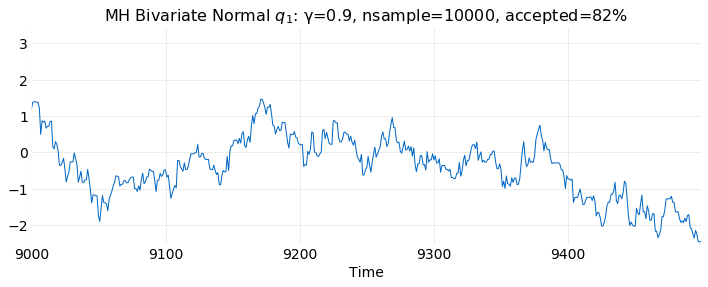 MH Bivariate Normal q₁: γ=0.9, nsample=10000, accepted=82%
3
2
1
0
−1
−2
9000 9100 9200 9300 9400
Time